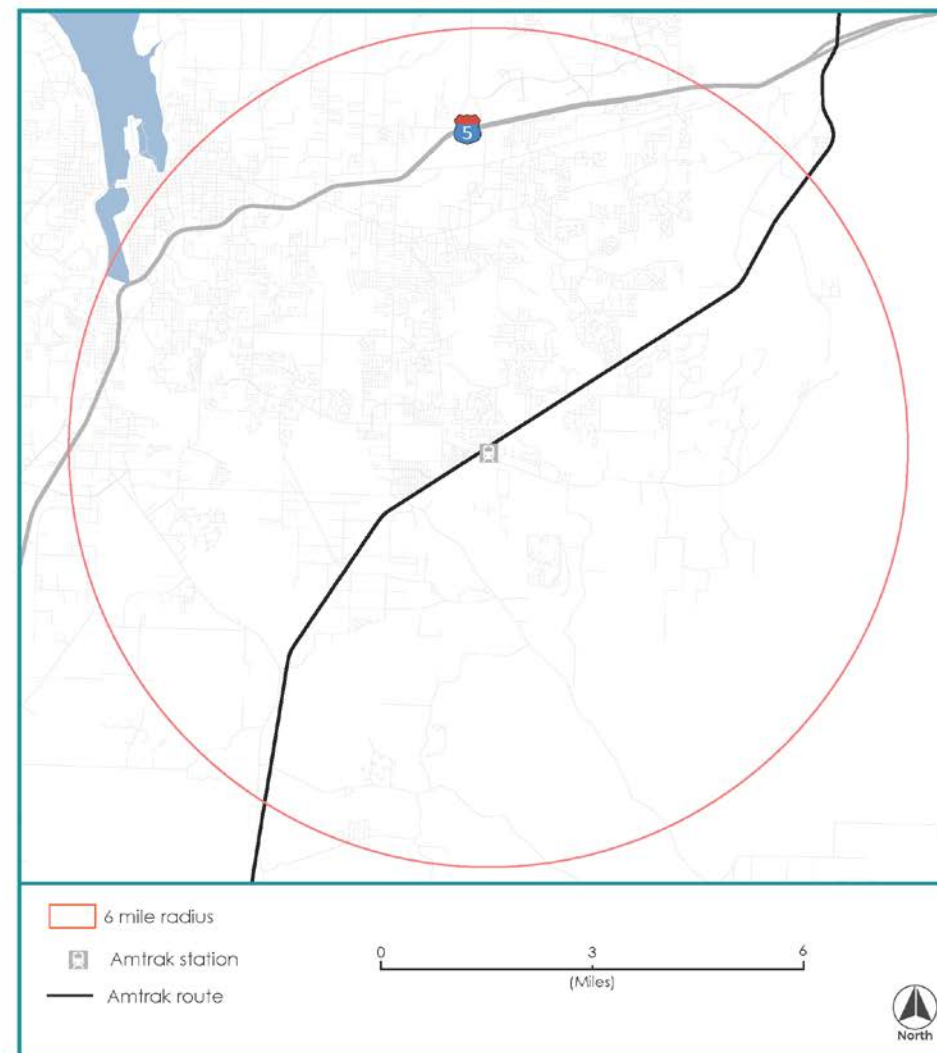 5
6 mile radius
Amtrak station
Amtrak route
0 3 6
(Miles)
North